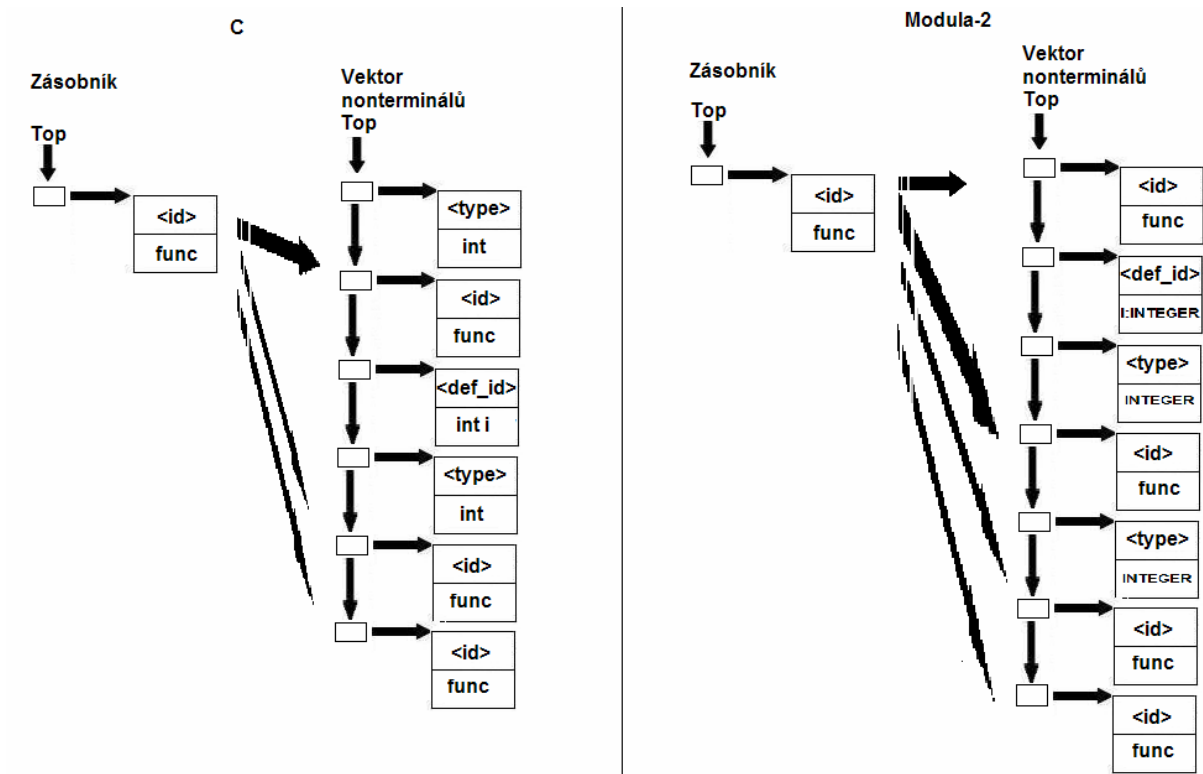 C
Zásobník
Top
<id>
func
Vektor
nonterminálů
Top
<type>
int
<id>
func
<def_id>
int i
<type>
int
<id>
func
<id>
func
Modula-2
Zásobník
Top
<id>
func
Vektor
nonterminálů
Top
<id>
func
<def_id>
I:INTEGER
<type>
INTEGER
<id>
func
<type>
INTEGER
<id>
func
<id>
func